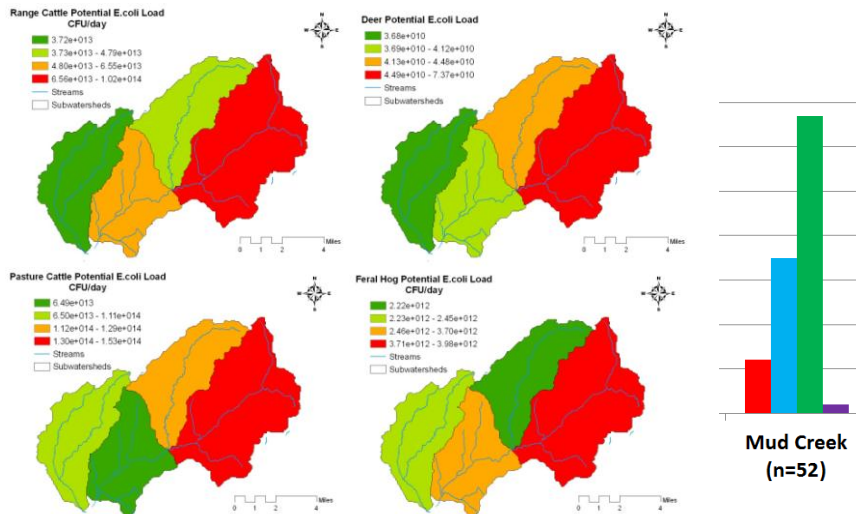 Range Cattle Potential E.coli Load
CFU/day
3.72e+013
3.73e+013 - 4.79e+013
4.80e+013 - 6.55e+013
6.56e+013 - 1.02e+014
Streams
Subwatersheds
N
W E
S
Miles
0 1 2 4
Deer Potential E.coli Load
3.68e+010
3.69e+010 - 4.12e+010
4.13e+010 - 4.48e+010
4.49e+010 - 7.37e+010
Streams
Subwatersheds
N
W E
S
Miles
0 1 2 4
Pasture Cattle Potential E.coli Load
CFU/day
6.49e+013
6.50e+013 - 1.11e+014
1.12e+014 - 1.29e+014
1.30e+014 - 1.53e+014
Streams
Subwatersheds
N
W E
S
Miles
0 1 2 4
Feral Hog Potential E.coli Load
CFU/day
2.22e+012
2.23e+012 - 2.45e+012
2.46e+012 - 3.70e+012
3.71e+012 - 3.98e+012
Streams
Subwatersheds
N
W E
S
Miles
0 1 2 4
Mud Creek
(n=52)